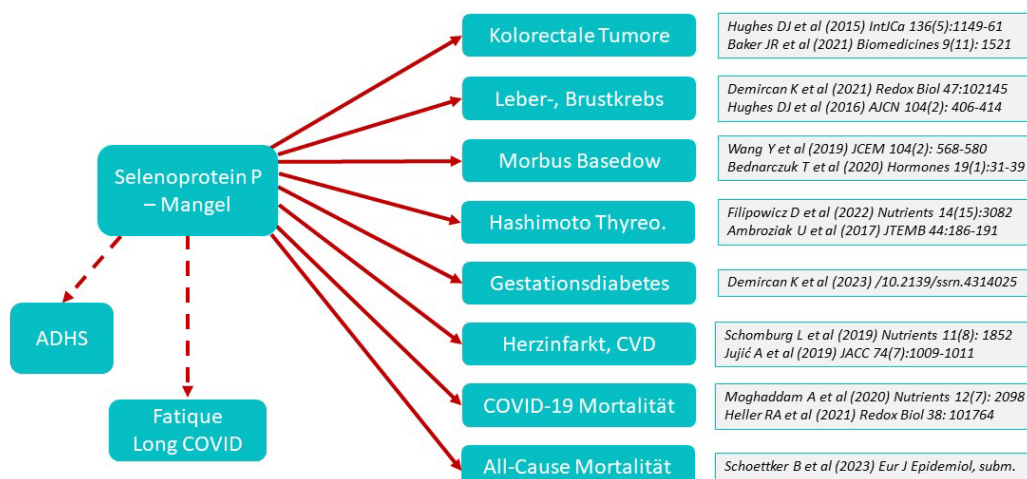 Kolorectale Tumore
Hughes DJ et al (2015) IntJCa 136(5):1149-61
Baker JR et al (2021) Biomedicines 9(11): 1521
Leber-, Brustkrebs
Demircan K et al (2021) Redox Biol 47:102145
Hughes DJ et al (2016) AJCN 104(2): 406-414
Selenoprotein P
– Mangel
Morbus Basedow
Wang Y et al (2019) JCEM 104(2): 568-580
Bednarczuk T et al (2020) Hormones 19(1):31-39
Hashimoto Thyreo.
Filipowicz D et al (2022) Nutrients 14(15):3082
Ambroziak U et al (2017) JTEMB 44:186-191
Gestationsdiabetes
Demircan K et al (2023) /10.2139/ssrn.4314025
ADHS
Herzinfarkt, CVD
Schomburg L et al (2019) Nutrients 11(8): 1852
Jujić A et al (2019) JACC 74(7):1009-1011
Fatique
Long COVID
COVID-19 Mortalität
Moghaddam A et al (2020) Nutrients 12(7): 2098
Heller RA et al (2021) Redox Biol 38: 101764
All-Cause Mortalität
Schoettker B et al (2023) Eur J Epidemiol, subm.